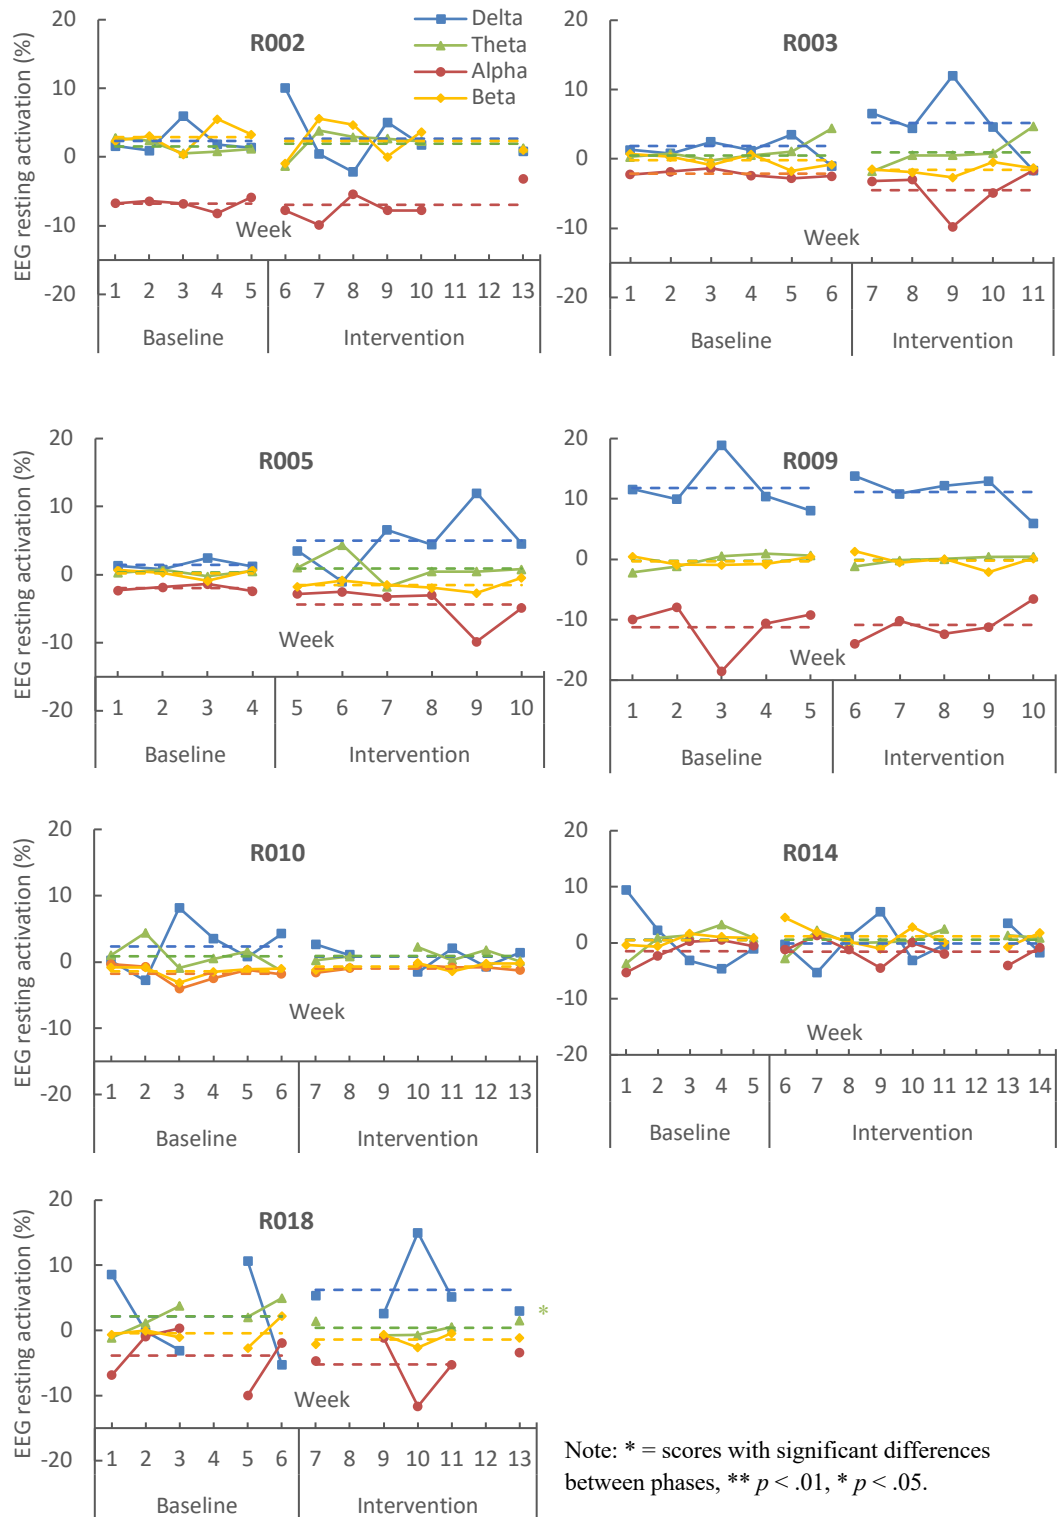 20
10
0
-10
-20
EEG resting activation (%)
R002
Delta
Theta
Alpha
Beta
Week
1 2 3 4 5 6 7 8 9 10 11 12 13
Baseline Intervention
20
10
0
-10
-20
R003
Week
1 2 3 4 5 6 7 8 9 10 11
Baseline Intervention
20
10
0
-10
-20
EEG resting activation (%)
R005
Week
1 2 3 4 5 6 7 8 9 10
Baseline Intervention
20
10
0
-10
-20
R009
Week
1 2 3 4 5 6 7 8 9 10
Baseline Intervention
20
10
0
-10
-20
EEG resting activation (%)
R010
Week
1 2 3 4 5 6 7 8 9 10 11 12 13
Baseline Intervention
20
10
0
-10
-20
R014
Week
1 2 3 4 5 6 7 8 9 10 11 12 13 14
Baseline Intervention
20
10
0
-10
-20
EEG resting activation (%)
R018
*
Week
1 2 3 4 5 6 7 8 9 10 11 12 13
Baseline Intervention
Note: * = scores with significant differences
between phases, ** p < .01, * p < .05.